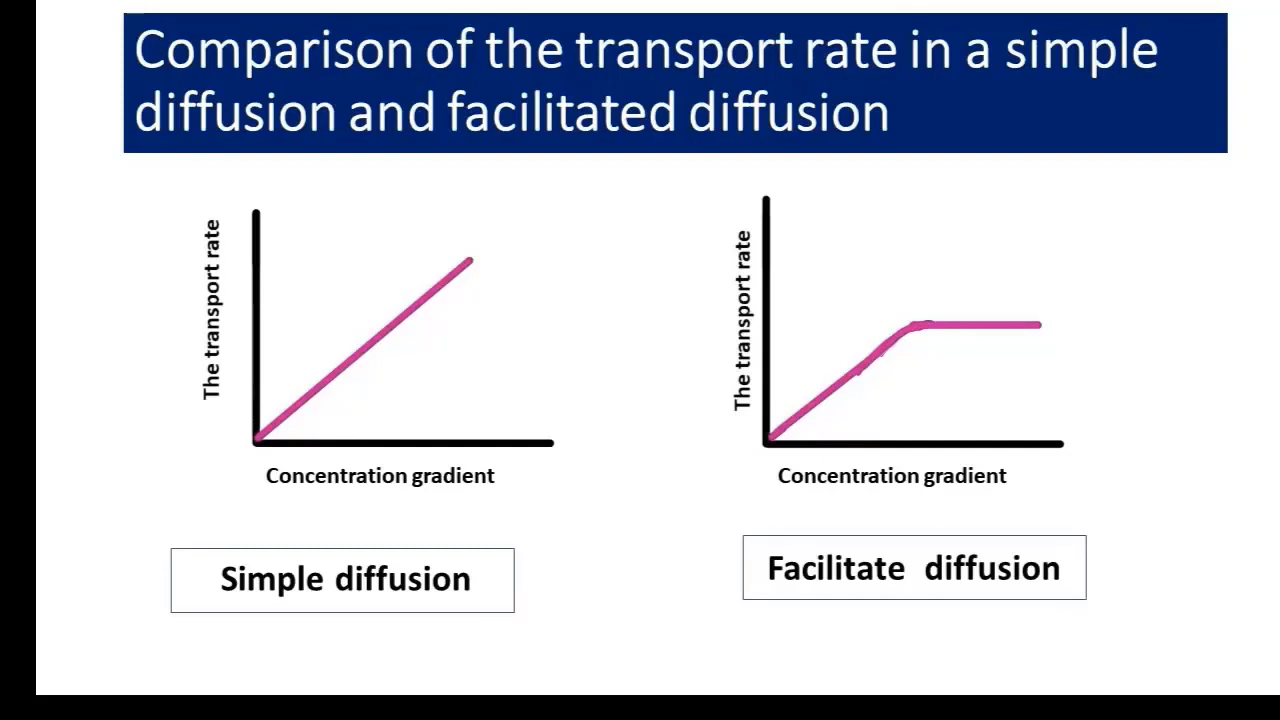 Comparison of the transport rate in a simple
diffusion and facilitated diffusion
The transport rate
Concentration gradient
Simple diffusion
The transport rate
Concentration gradient
Facilitate diffusion